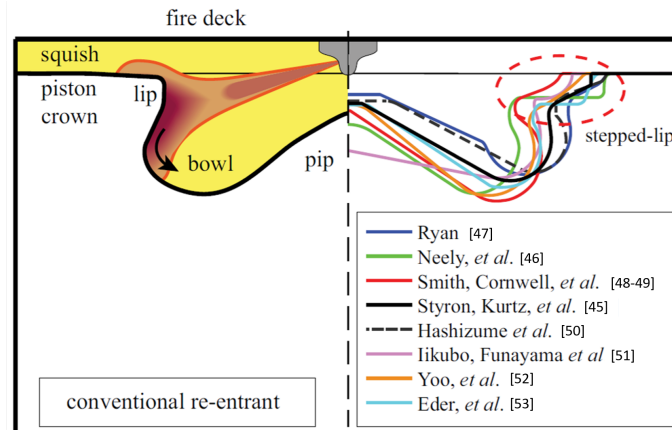 fire deck
squish
piston
crown
lip
bowl
pip
stepped-lip
Ryan [47]
Neely, et al. [46]
Smith, Cornwell, et al. [48-49]
Styron, Kurtz, et al. [45]
Hashizume et al. [50]
Iikubo, Funayama et al [51]
Yoo, et al. [52]
Eder, et al. [53]
conventional re-entrant